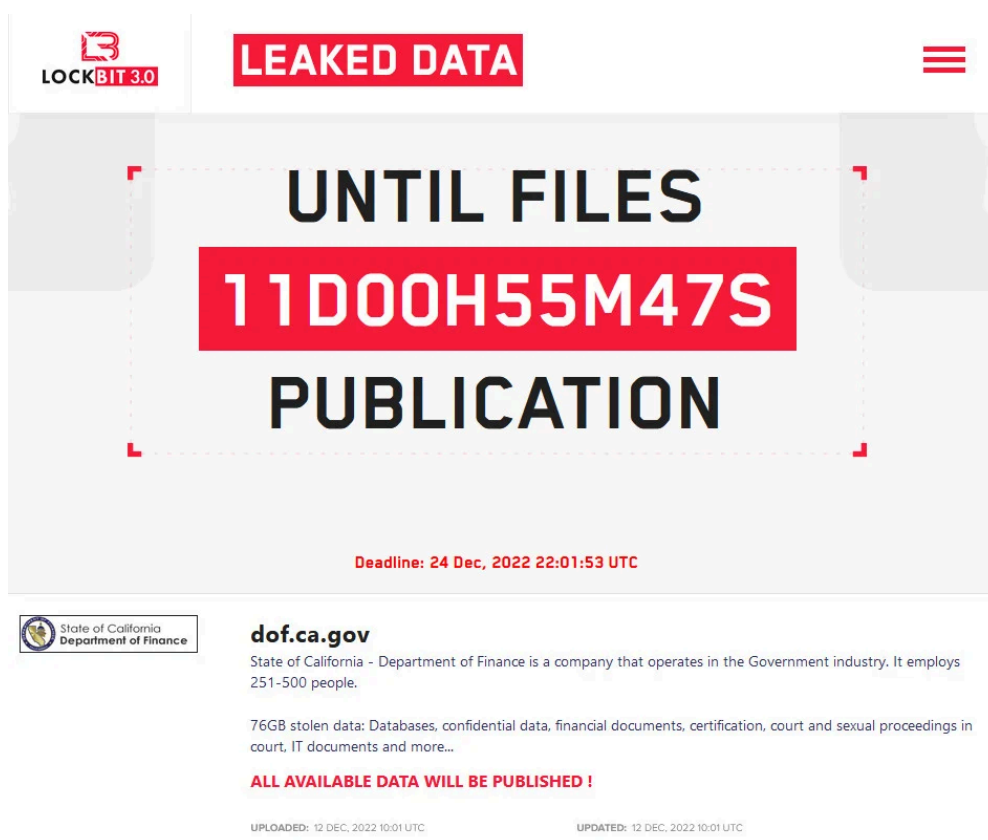 LOCKBIT 3.0
LEAKED DATA
UNTIL FILES
11D00H55M47S
PUBLICATION
Deadline: 24 Dec, 2022 22:01:53 UTC
State of California
Department of Finance
dof.ca.gov
State of California - Department of Finance is a company that operates in the Government industry. It employs
251-500 people.
76GB stolen data: Databases, confidential data, financial documents, certification, court and sexual proceedings in
court, IT documents and more...
ALL AVAILABLE DATA WILL BE PUBLISHED !
UPLOADED: 12 DEC, 2022 10:01 UTC
UPDATED: 12 DEC, 2022 10:01 UTC